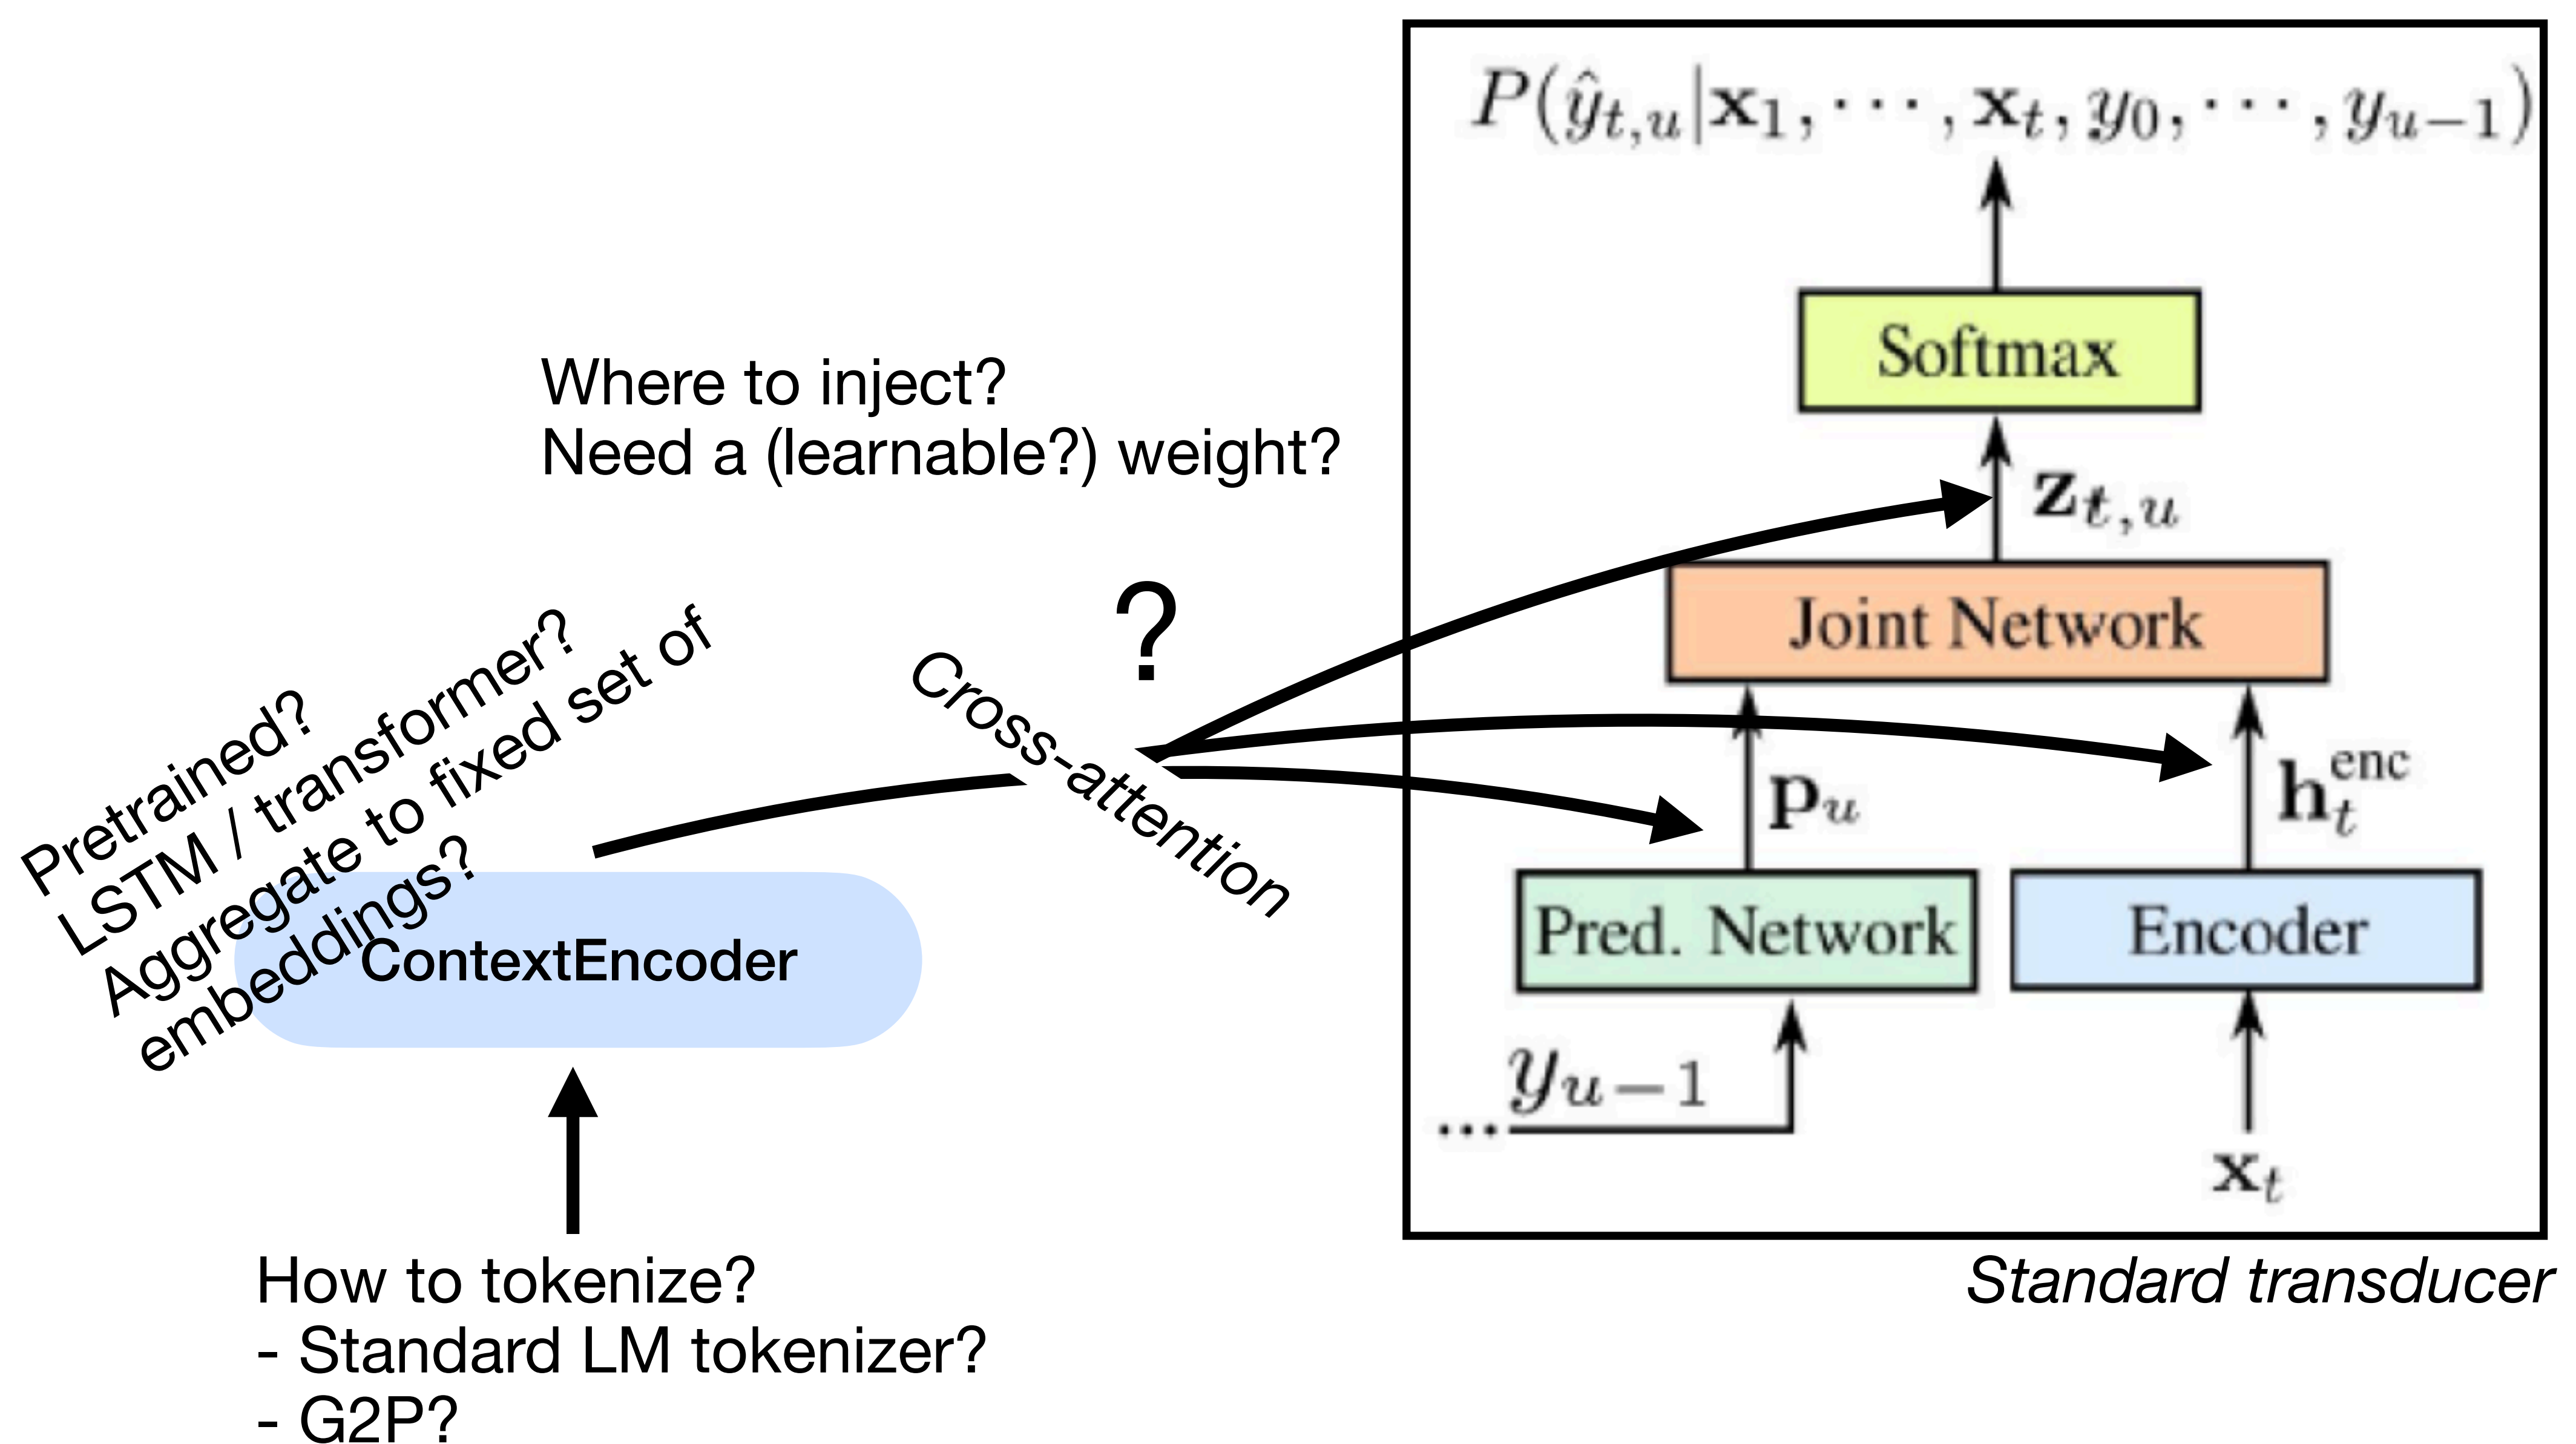 P(ŷ_{t,u}|x_1, ⋯, x_t, y_0, ⋯, y_{u−1})
Softmax
z_{t,u}
Joint Network
p_u
h_t^{enc}
Pred. Network
Encoder
y_{u−1}
...
x_t
Standard transducer
Where to inject?
Need a (learnable?) weight?
?
Cross-attention
Pretrained?
LSTM / transformer?
Aggregate to fixed set of
embeddings?
ContextEncoder
How to tokenize?
- Standard LM tokenizer?
- G2P?